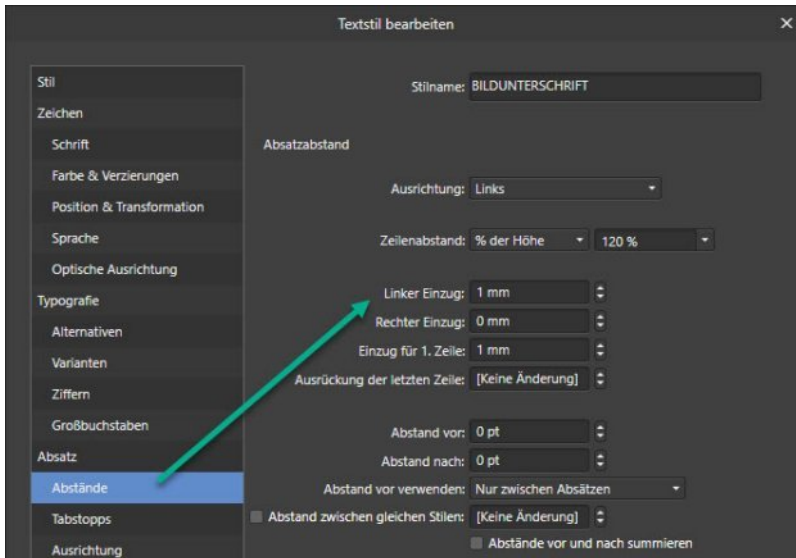 Textstil bearbeiten
Stil
Zeichen
Schrift
Farbe & Verzierungen
Position & Transformation
Sprache
Optische Ausrichtung
Typografie
Alternativen
Varianten
Ziffern
Großbuchstaben
Absatz
Abstände
Tabstopps
Ausrichtung
Stilname: BILDUNTERSCHRIFT
Absatzabstand
Ausrichtung: Links
Zeilenabstand: % der Höhe 120 %
Linker Einzug: 1 mm
Rechter Einzug: 0 mm
Einzug für 1. Zeile: 1 mm
Ausrückung der letzten Zeile: [Keine Änderung]
Abstand vor: 0 pt
Abstand nach: 0 pt
Abstand vor verwenden: Nur zwischen Absätzen
Abstand zwischen gleichen Stilen: [Keine Änderung]
Abstände vor und nach summieren